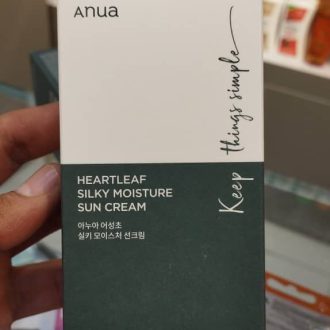 Anua
Keep things simple
HEARTLEAF
SILKY MOISTURE
SUN CREAM
아누아 어성초
실키 모이스처 선크림